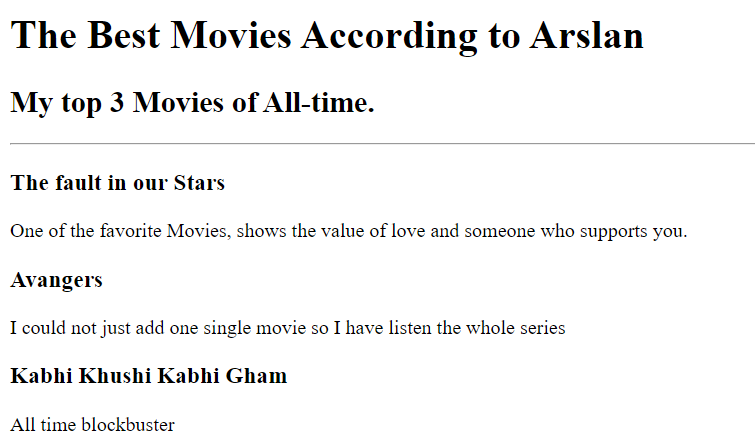 The Best Movies According to Arslan
My top 3 Movies of All-time.
The fault in our Stars
One of the favorite Movies, shows the value of love and someone who supports you.
Avangers
I could not just add one single movie so I have listen the whole series
Kabhi Khushi Kabhi Gham
All time blockbuster